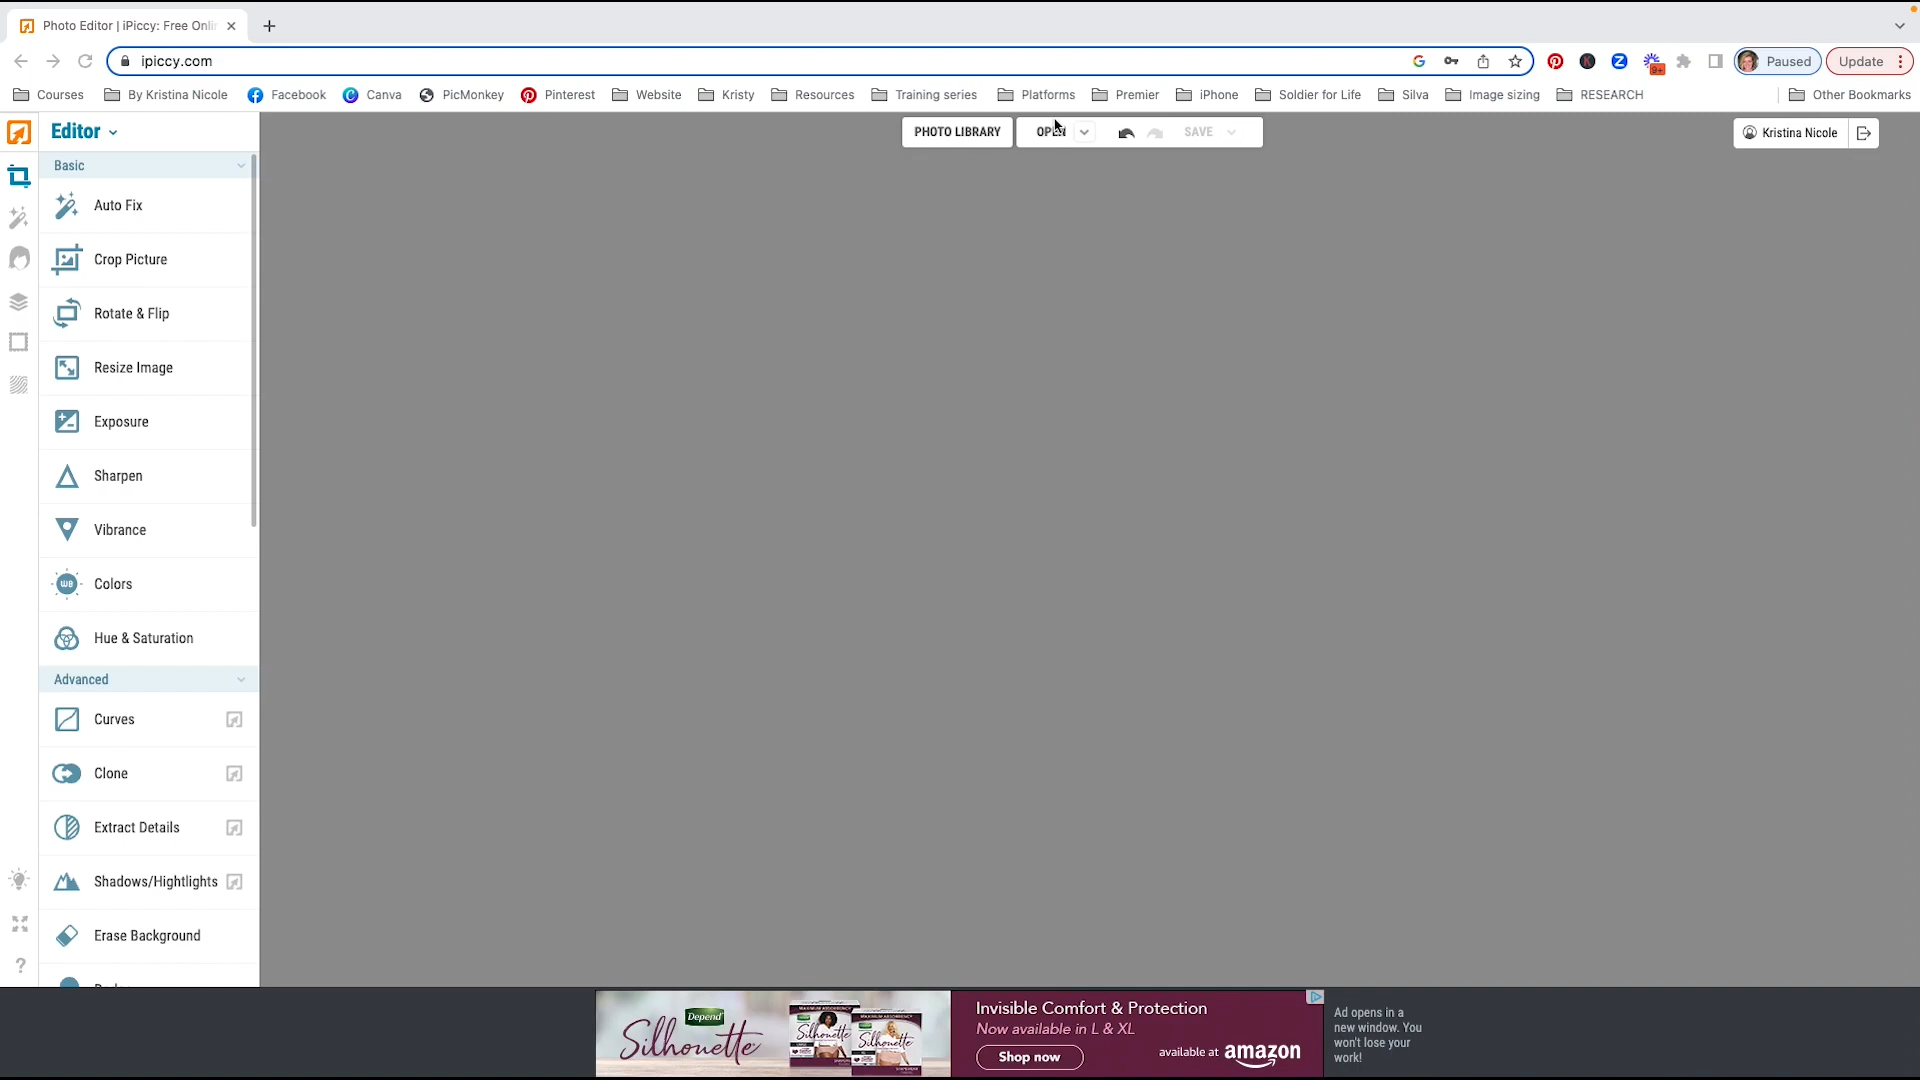 Photo Editor | iPiccy: Free Onli
ipiccy.com
Paused
Update
Courses
By Kristina Nicole
Facebook
Canva
PicMonkey
Pinterest
Website
Kristy
Resources
Training series
Platforms
Premier
iPhone
Soldier for Life
Silva
Image sizing
RESEARCH
Other Bookmarks
Editor
PHOTO LIBRARY
OPEN
SAVE
Kristina Nicole
Basic
Auto Fix
Crop Picture
Rotate & Flip
Resize Image
Exposure
Sharpen
Vibrance
WB
Colors
Hue & Saturation
Advanced
Curves
Clone
Extract Details
Shadows/Hightlights
Erase Background
Depend
Silhouette
Silhouette
Silhouette
Invisible Comfort & Protection
Now available in L & XL
Shop now
available at amazon
Ad opens in a
new window. You
won't lose your
work!